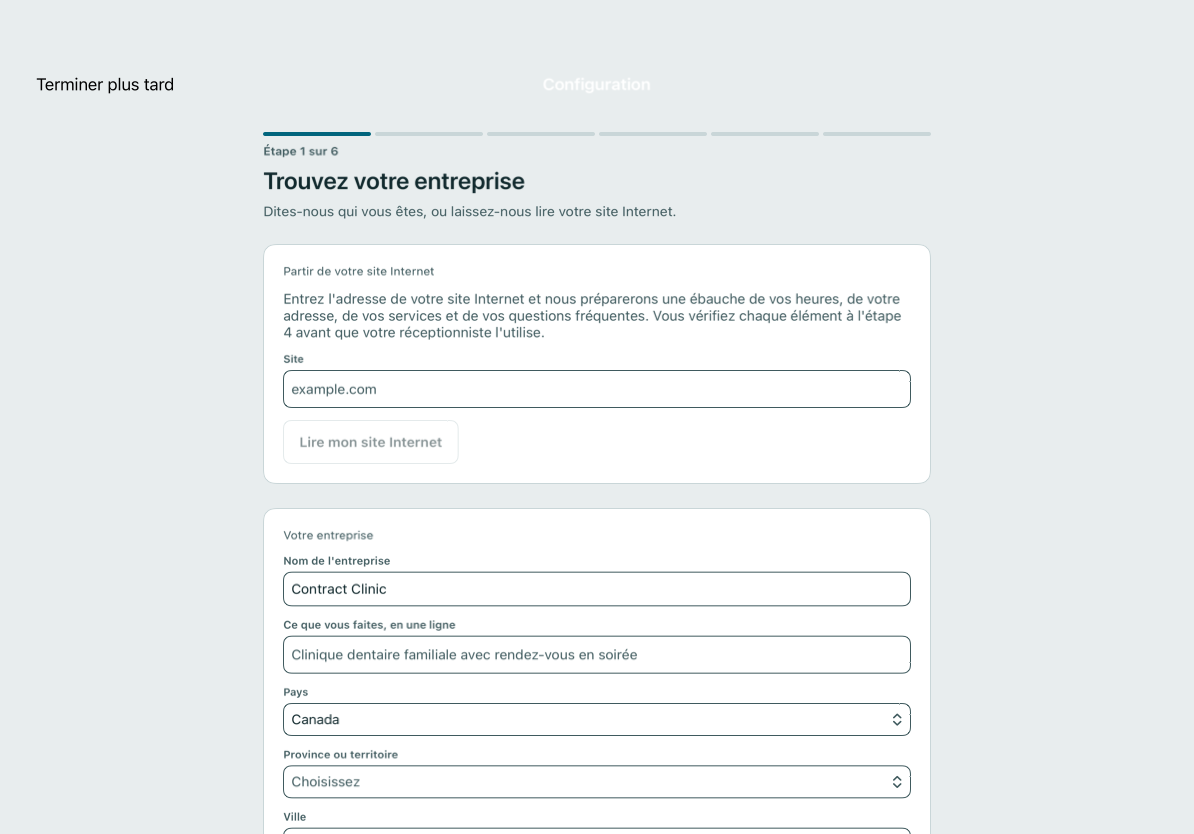 Terminer plus tard
Configuration
Étape 1 sur 6
Trouvez votre entreprise
Dites-nous qui vous êtes, ou laissez-nous lire votre site Internet.
Partir de votre site Internet
Entrez l'adresse de votre site Internet et nous préparerons une ébauche de vos heures, de votre
adresse, de vos services et de vos questions fréquentes. Vous vérifiez chaque élément à l'étape
4 avant que votre réceptionniste l'utilise.
Site
example.com
Lire mon site Internet
Votre entreprise
Nom de l'entreprise
Contract Clinic
Ce que vous faites, en une ligne
Clinique dentaire familiale avec rendez-vous en soirée
Pays
Canada
Province ou territoire
Choisissez
Ville